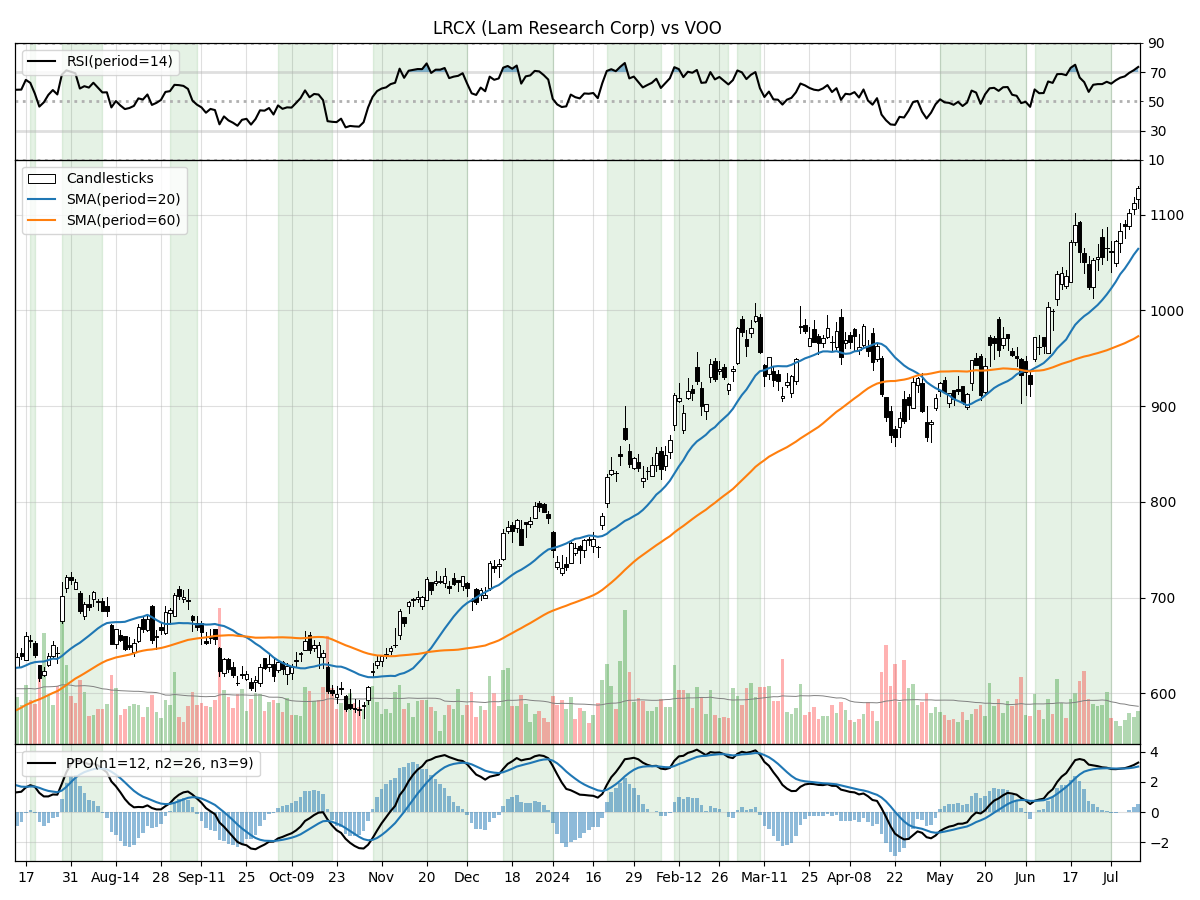 LRCX (Lam Research Corp) vs VOO
RSI(period=14)
90
70
50
30
10
Candlesticks
SMA(period=20)
SMA(period=60)
1100
1000
900
800
700
600
PPO(n1=12, n2=26, n3=9)
4
2
0
−2
17 31 Aug-14 28 Sep-11 25 Oct-09 23 Nov 20 Dec 18 2024 16 29 Feb-12 26 Mar-11 25 Apr-08 22 May 20 Jun 17 Jul